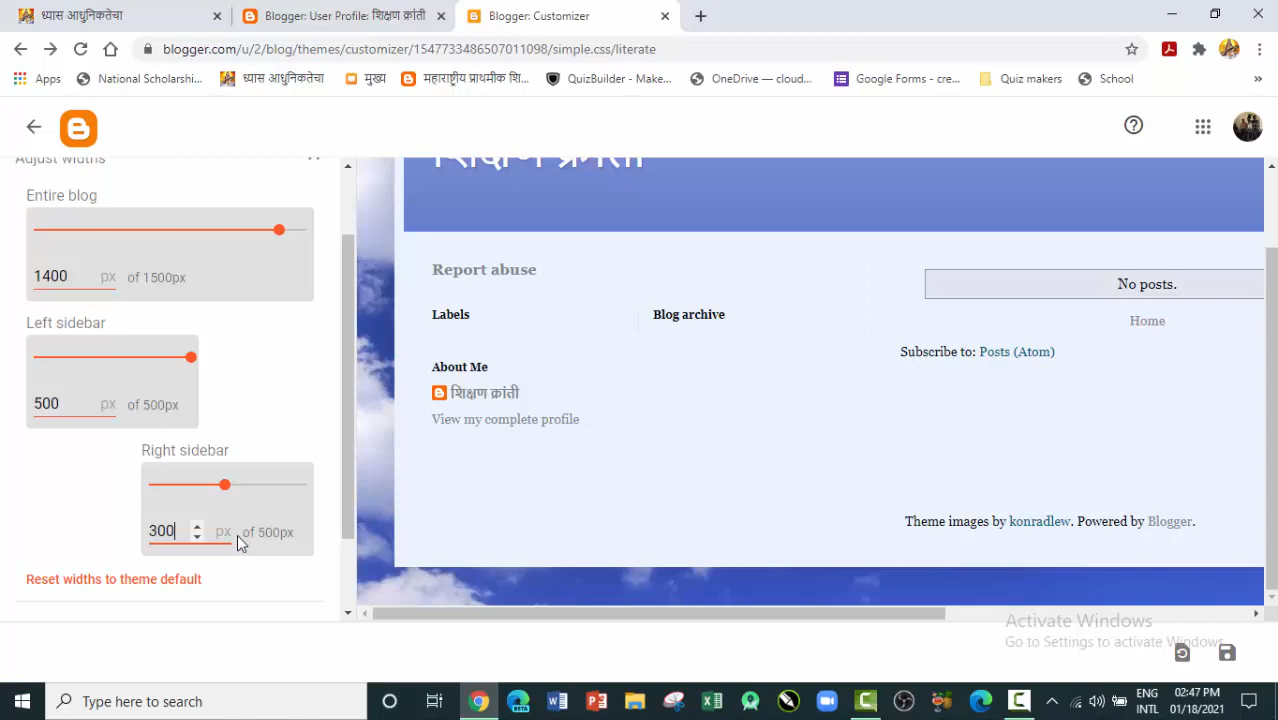 ध्यास आधुनिकतेचा
Blogger: User Profile: शिक्षण क्रांती
Blogger: Customizer
blogger.com/u/2/blog/themes/customizer/1547733486507011098/simple.css/literate
Apps
National Scholarshi...
ध्यास आधुनिकतेचा
मुख्य
महाराष्ट्रीय प्राथमीक शि...
QuizBuilder - Make...
OneDrive — cloud...
Google Forms - cre...
Quiz makers
School
»
Adjust widths
Entire blog
1400 px of 1500px
Left sidebar
500 px of 500px
Right sidebar
300 px of 500px
Reset widths to theme default
शिक्षण क्रांती
Report abuse
Labels
Blog archive
About Me
शिक्षण क्रांती
View my complete profile
No posts.
Home
Subscribe to: Posts (Atom)
Theme images by konradlew. Powered by Blogger.
Activate Windows
Go to Settings to activate Windows.
Type here to search
ENG
INTL
02:47 PM
01/18/2021